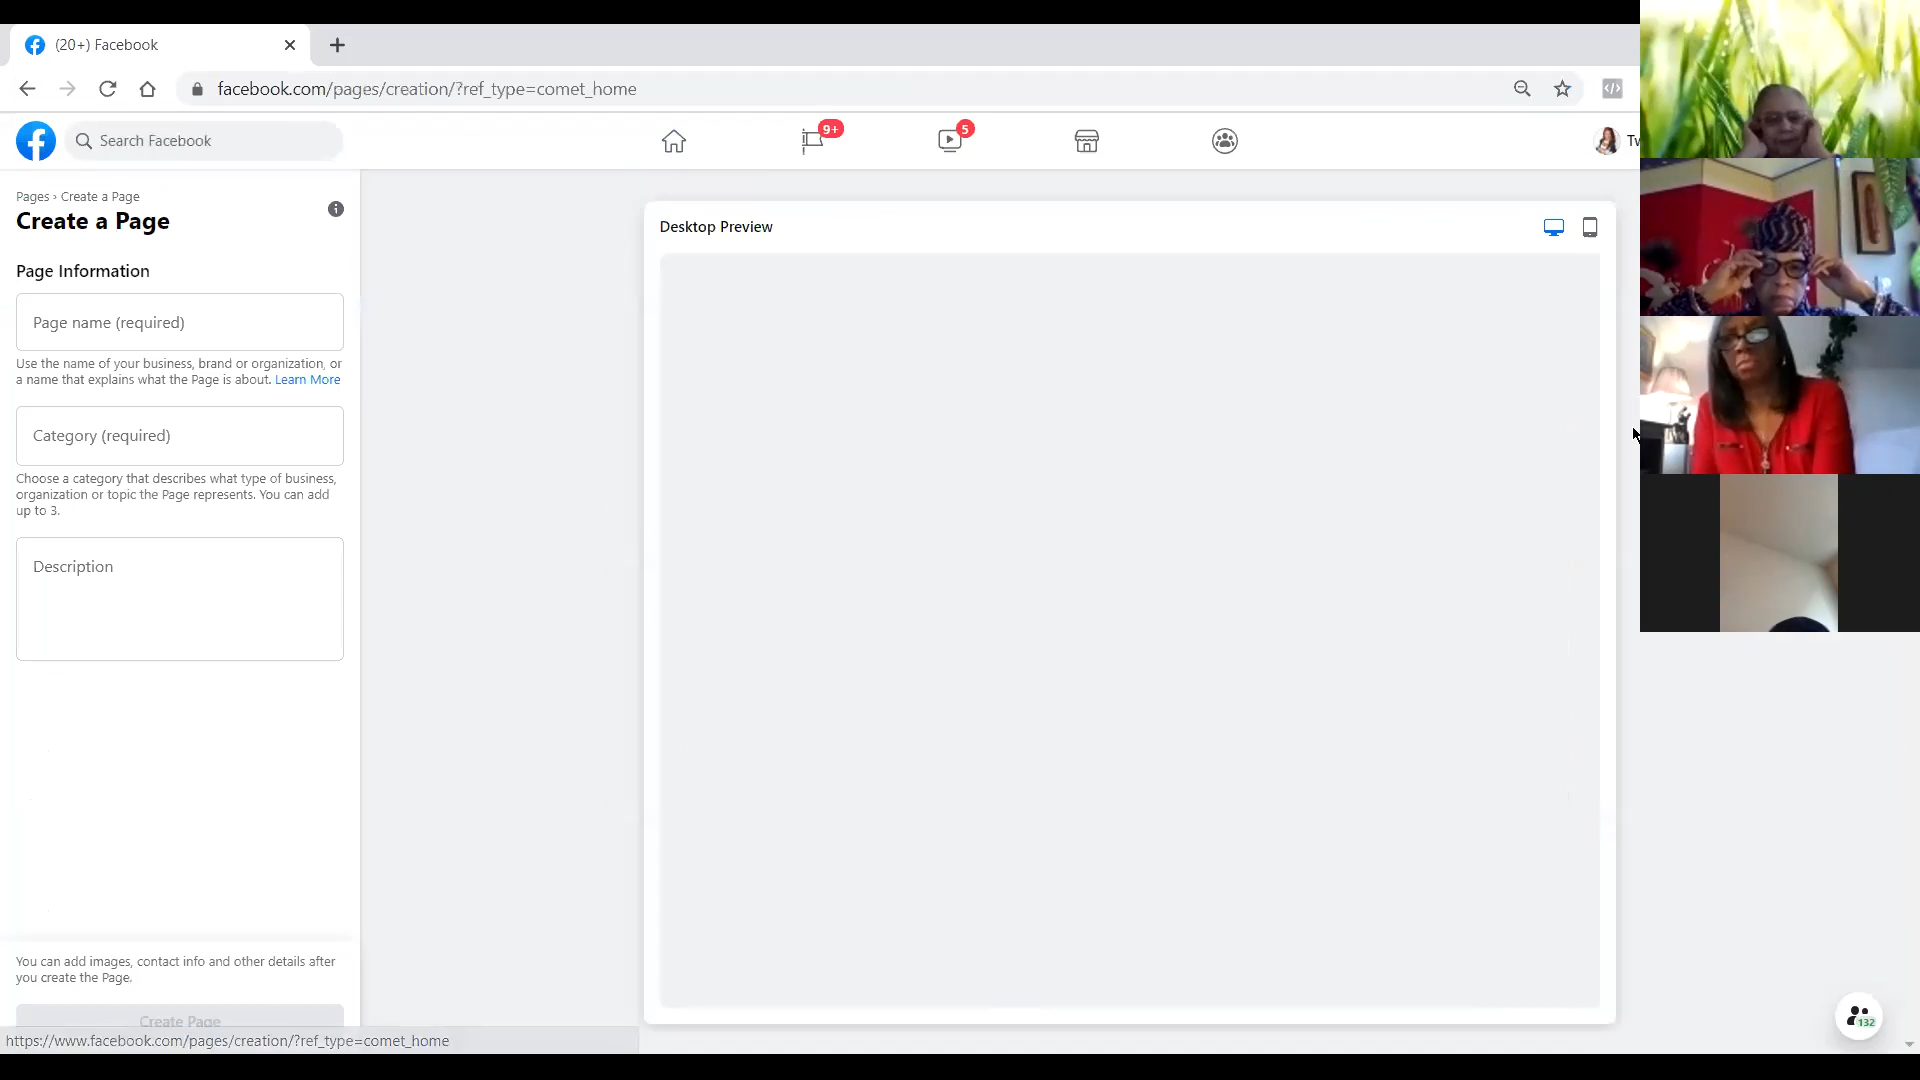 (20+) Facebook
facebook.com/pages/creation/?ref_type=comet_home
Search Facebook
9+
5
Tw
Pages › Create a Page
Create a Page
Page Information
Page name (required)
Use the name of your business, brand or organization, or
a name that explains what the Page is about. Learn More
Category (required)
Choose a category that describes what type of business,
organization or topic the Page represents. You can add
up to 3.
Description
You can add images, contact info and other details after
you create the Page.
Create Page
https://www.facebook.com/pages/creation/?ref_type=comet_home
Desktop Preview
132